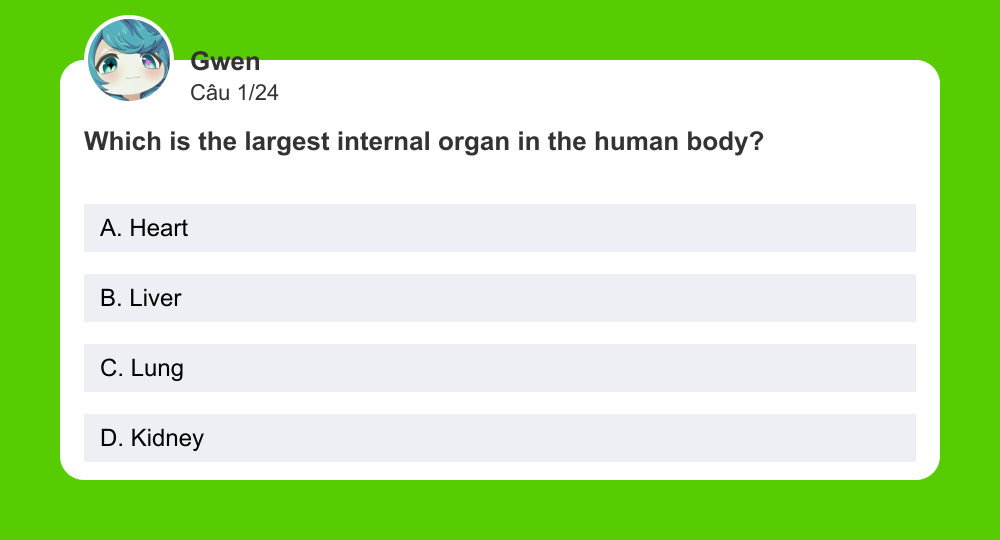 Gwen
Câu 1/24
Which is the largest internal organ in the human body?
A. Heart
B. Liver
C. Lung
D. Kidney